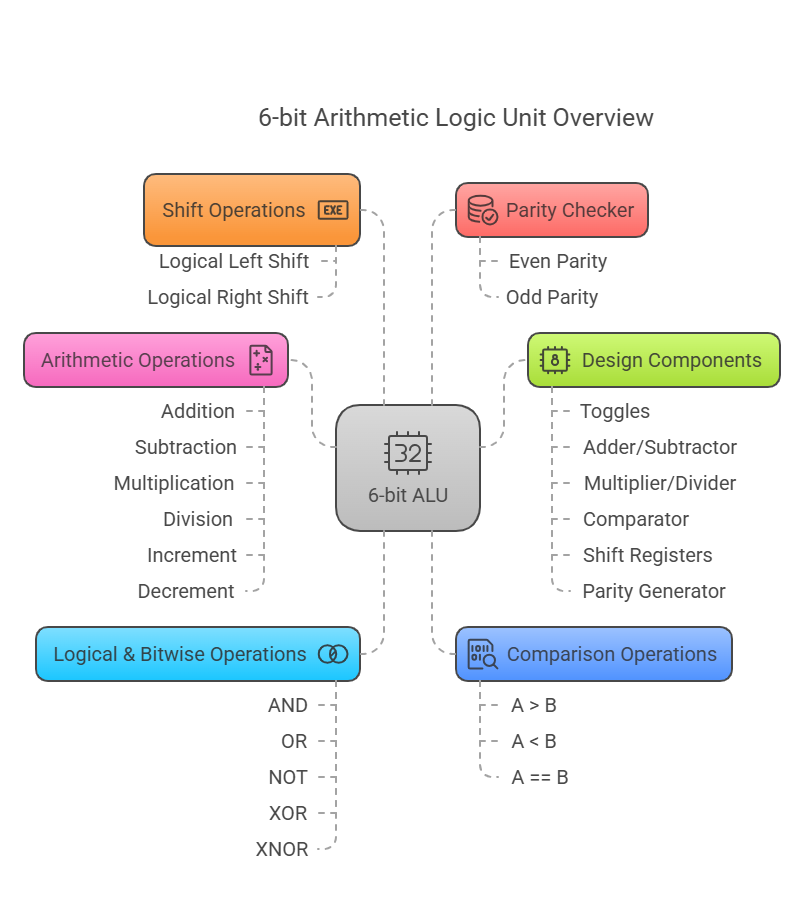 6-bit Arithmetic Logic Unit Overview
Shift Operations
EXE
Logical Left Shift
Logical Right Shift
Parity Checker
Even Parity
Odd Parity
Arithmetic Operations
Addition
Subtraction
Multiplication
Division
Increment
Decrement
32
6-bit ALU
8
Design Components
Toggles
Adder/Subtractor
Multiplier/Divider
Comparator
Shift Registers
Parity Generator
Logical & Bitwise Operations
AND
OR
NOT
XOR
XNOR
Comparison Operations
A > B
A < B
A == B